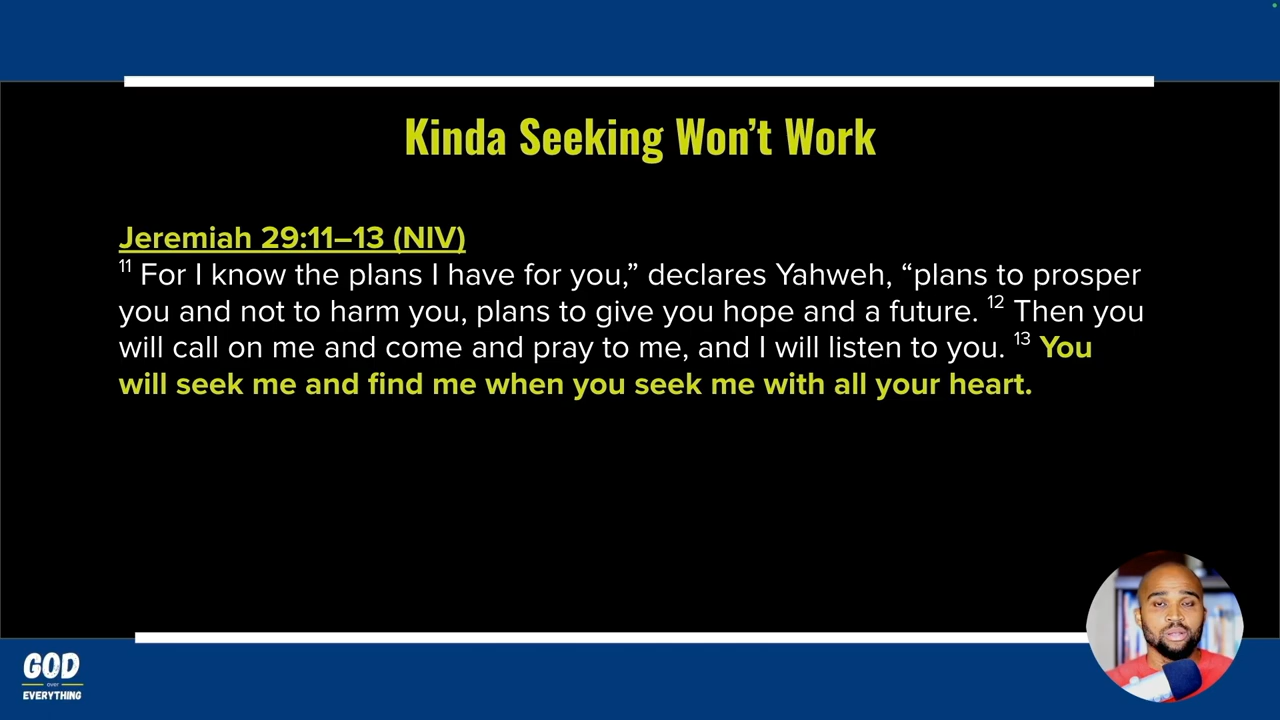 Kinda Seeking Won’t Work
Jeremiah 29:11–13 (NIV)
11 For I know the plans I have for you,” declares Yahweh, “plans to prosper
you and not to harm you, plans to give you hope and a future. 12 Then you
will call on me and come and pray to me, and I will listen to you. 13 You
will seek me and find me when you seek me with all your heart.
GOD
over
EVERYTHING